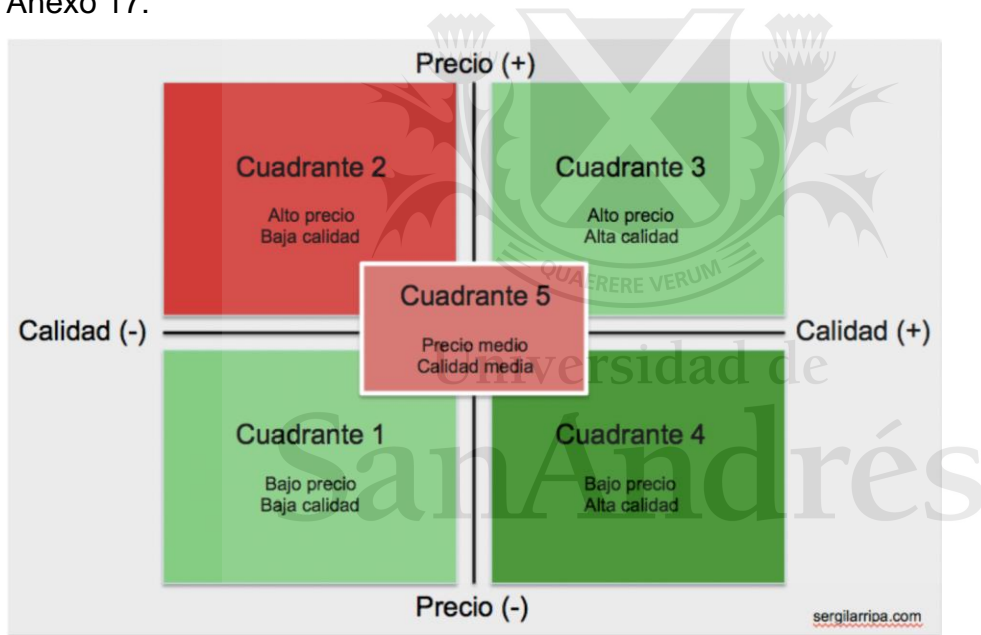 Anexo 17.
Precio (+)
Cuadrante 2
Alto precio
Baja calidad
Cuadrante 3
Alto precio
Alta calidad
QUAERERE VERUM
Calidad (-)
Cuadrante 5
Precio medio
Calidad media
Calidad (+)
Universidad de
SanAndrés
Cuadrante 1
Bajo precio
Baja calidad
Cuadrante 4
Bajo precio
Alta calidad
Precio (-)
sergilarripa.com